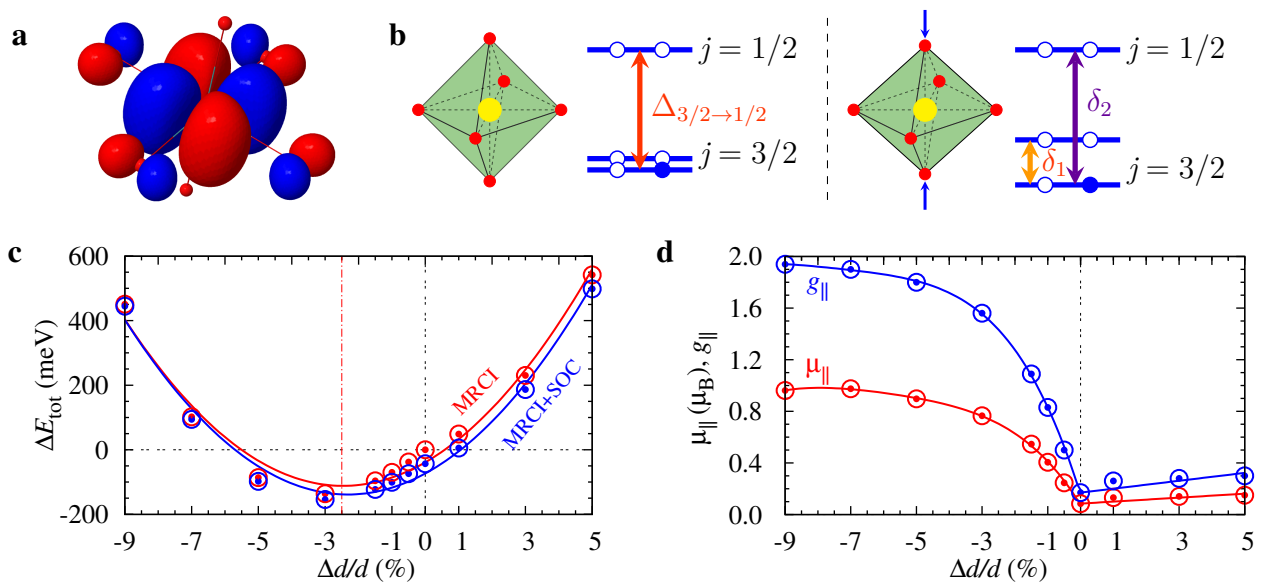 a
b
j = 1/2
Δ3/2→1/2
j = 3/2
j = 1/2
δ2
δ1
j = 3/2
c
600
400
200
0
-200
ΔEtot (meV)
MRCI
MRCI+SOC
-9
-7
-5
-3
-1
0
1
3
5
Δd/d (%)
d
2.0
1.6
1.2
0.8
0.4
0.0
μ∥ (μB), g∥
g∥
μ∥
-9
-7
-5
-3
-1
0
1
3
5
Δd/d (%)